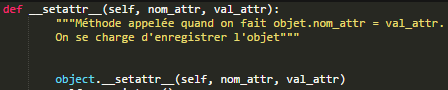 def __setattr__(self, nom_attr, val_attr):
"""Méthode appelée quand on fait objet.nom_attr = val_attr.
On se charge d'enregistrer l'objet"""
object.__setattr__(self, nom_attr, val_attr)